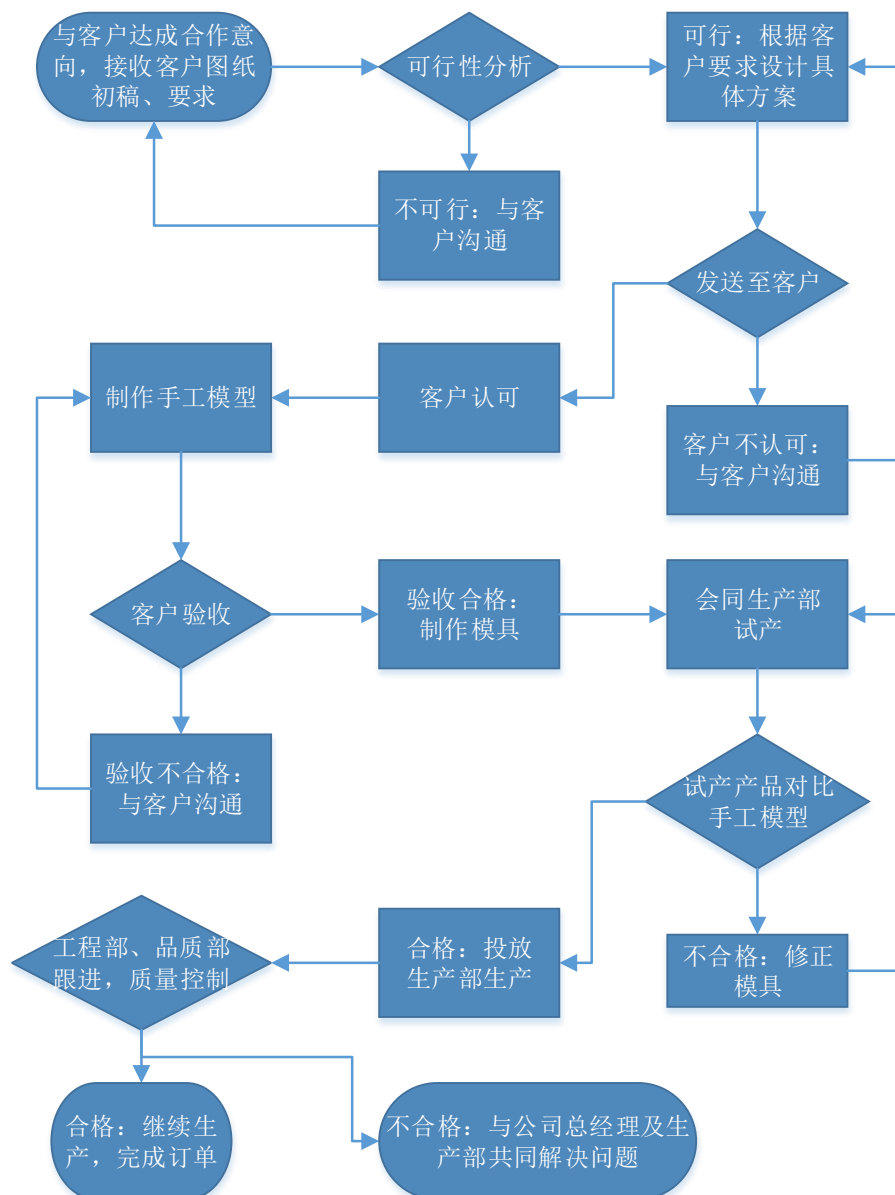 与客户达成合作意
向，接收客户图纸
初稿、要求
可行性分析
可行：根据客
户要求设计具
体方案
不可行：与客
户沟通
发送至客户
制作手工模型
客户认可
客户不认可：
与客户沟通
客户验收
验收合格：
制作模具
会同生产部
试产
验收不合格：
与客户沟通
试产产品对比
手工模型
工程部、品质部
跟进，质量控制
合格：投放
生产部生产
不合格：修正
模具
合格：继续生
产，完成订单
不合格：与公司总经理及生
产部共同解决问题